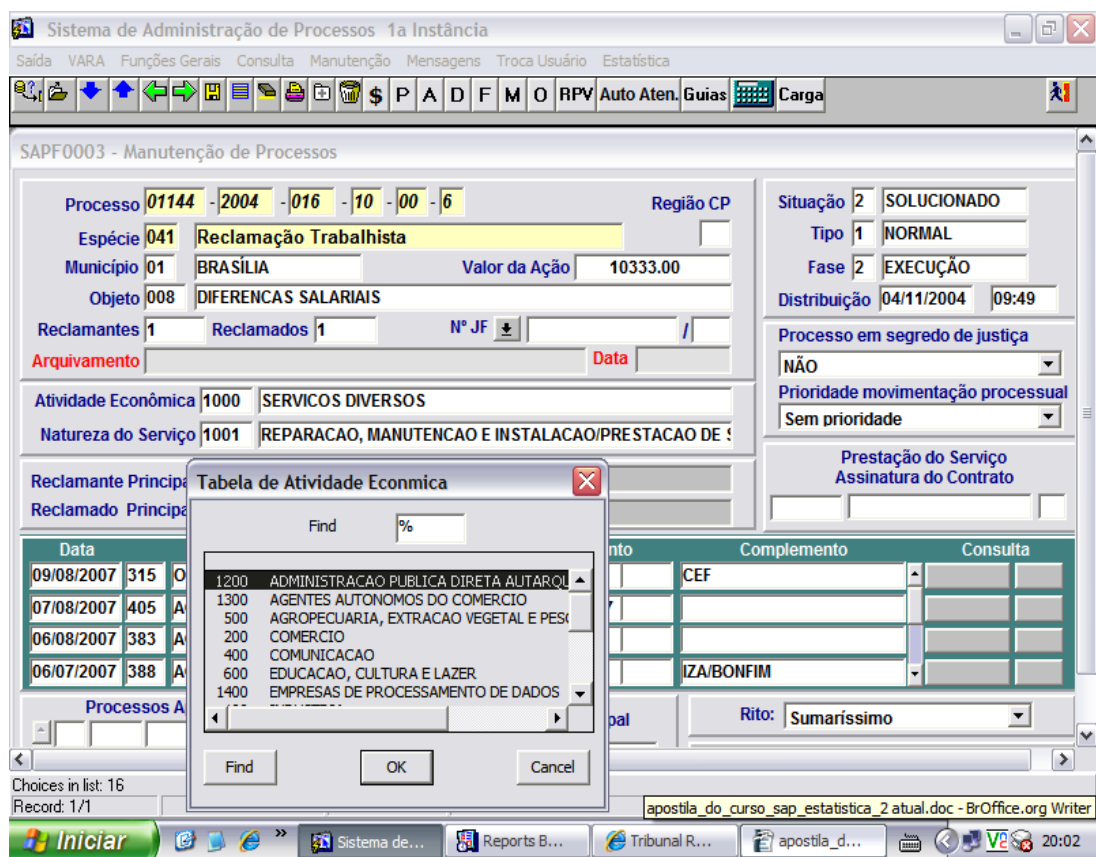 Sistema de Administração de Processos 1a Instância
Saída VARA Funções Gerais Consulta Manutenção Mensagens Troca Usuário Estatística
$ P A D F M O RPV Auto Aten. Guias Carga
SAPF0003 - Manutenção de Processos
Processo 01144 - 2004 - 016 - 10 - 00 - 6 Região CP
Espécie 041 Reclamação Trabalhista
Município 01 BRASÍLIA Valor da Ação 10333.00
Objeto 008 DIFERENCAS SALARIAIS
Reclamantes 1 Reclamados 1 Nº JF /
Arquivamento Data
Situação 2 SOLUCIONADO
Tipo 1 NORMAL
Fase 2 EXECUÇÃO
Distribuição 04/11/2004 09:49
Processo em segredo de justiça
NÃO
Prioridade movimentação processual
Sem prioridade
Atividade Econômica 1000 SERVICOS DIVERSOS
Natureza do Serviço 1001 REPARACAO, MANUTENCAO E INSTALACAO/PRESTACAO DE
Prestação do Serviço
Assinatura do Contrato
Reclamante Principa
Reclamado Principa
Tabela de Atividade Econmica
Find %
1200 ADMINISTRACAO PUBLICA DIRETA AUTARQU
1300 AGENTES AUTONOMOS DO COMERCIO
500 AGROPECUARIA, EXTRACAO VEGETAL E PESC
200 COMERCIO
400 COMUNICACAO
600 EDUCACAO, CULTURA E LAZER
1400 EMPRESAS DE PROCESSAMENTO DE DADOS
Find OK Cancel
Data nto Complemento Consulta
09/08/2007 315 O CEF
07/08/2007 405 A
06/08/2007 383 A
06/07/2007 388 A IZA/BONFIM
Processos A pal Rito: Sumaríssimo
Choices in list: 16
Record: 1/1
apostila_do_curso_sap_estatistica_2 atual.doc - BrOffice.org Writer
Iniciar » Sistema de... Reports B... Tribunal R... apostila_d... 20:02